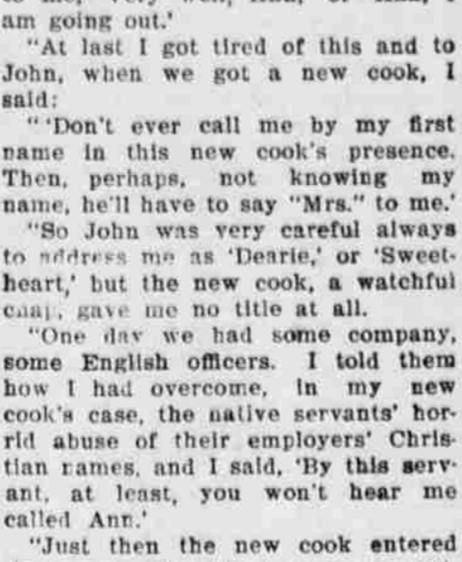 am going out.'
"At last I got tired of this and to
John, when we got a new cook, I
said:
"'Don't ever call me by my first
name in this new cook's presence.
Then, perhaps, not knowing my
name, he'll have to say "Mrs." to me.'
"So John was very careful always
to address me as 'Dearie,' or 'Sweet-
heart,' but the new cook, a watchful
chap, gave me no title at all.
"One day we had some company,
some English officers. I told them
how I had overcome, in my new
cook's case, the native servants' hor-
rid abuse of their employers' Chris-
tian names, and I said, 'By this serv-
ant, at least, you won't hear me
called Ann.'
"Just then the new cook entered